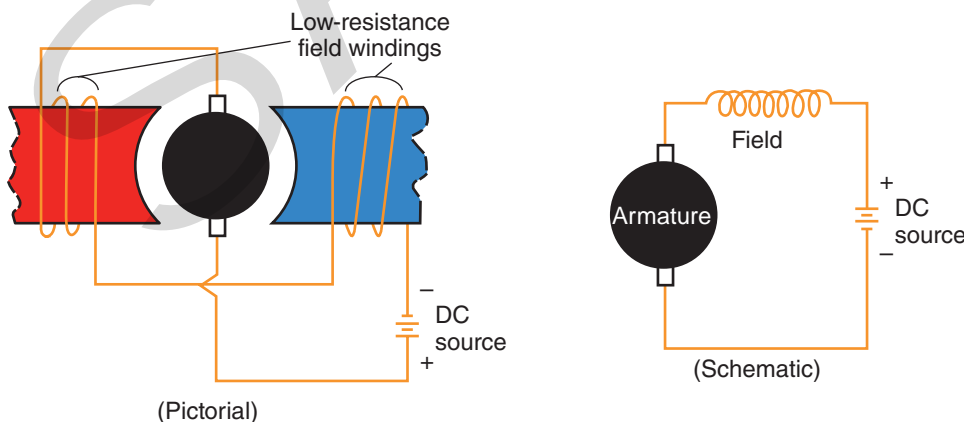 Low-resistance
field windings
–
DC
source
+
(Pictorial)
Field
Armature
+
DC
source
–
(Schematic)